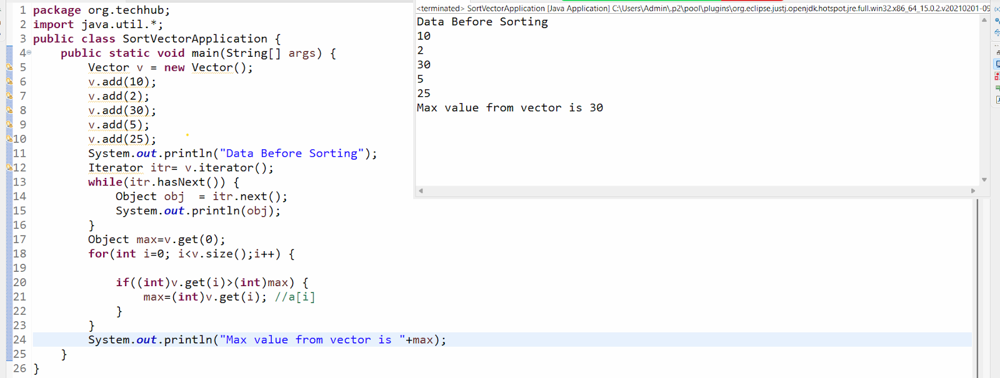 1 package org.techhub;
2 import java.util.*;
3 public class SortVectorApplication {
4 public static void main(String[] args) {
5 Vector v = new Vector();
6 v.add(10);
7 v.add(2);
8 v.add(30);
9 v.add(5);
10 v.add(25);
11 System.out.println("Data Before Sorting");
12 Iterator itr= v.iterator();
13 while(itr.hasNext()) {
14 Object obj  = itr.next();
15 System.out.println(obj);
16 }
17 Object max=v.get(0);
18 for(int i=0; i<v.size();i++) {
19
20 if((int)v.get(i)>(int)max) {
21 max=(int)v.get(i); //a[i]
22 }
23 }
24 System.out.println("Max value from vector is "+max);
25 }
26 }
<terminated> SortVectorApplication [Java Application] C:\Users\Admin\.p2\pool\plugins\org.eclipse.justj.openjdk.hotspot.jre.full.win32.x86_64_15.0.2.v20210201-09
Data Before Sorting
10
2
30
5
25
Max value from vector is 30